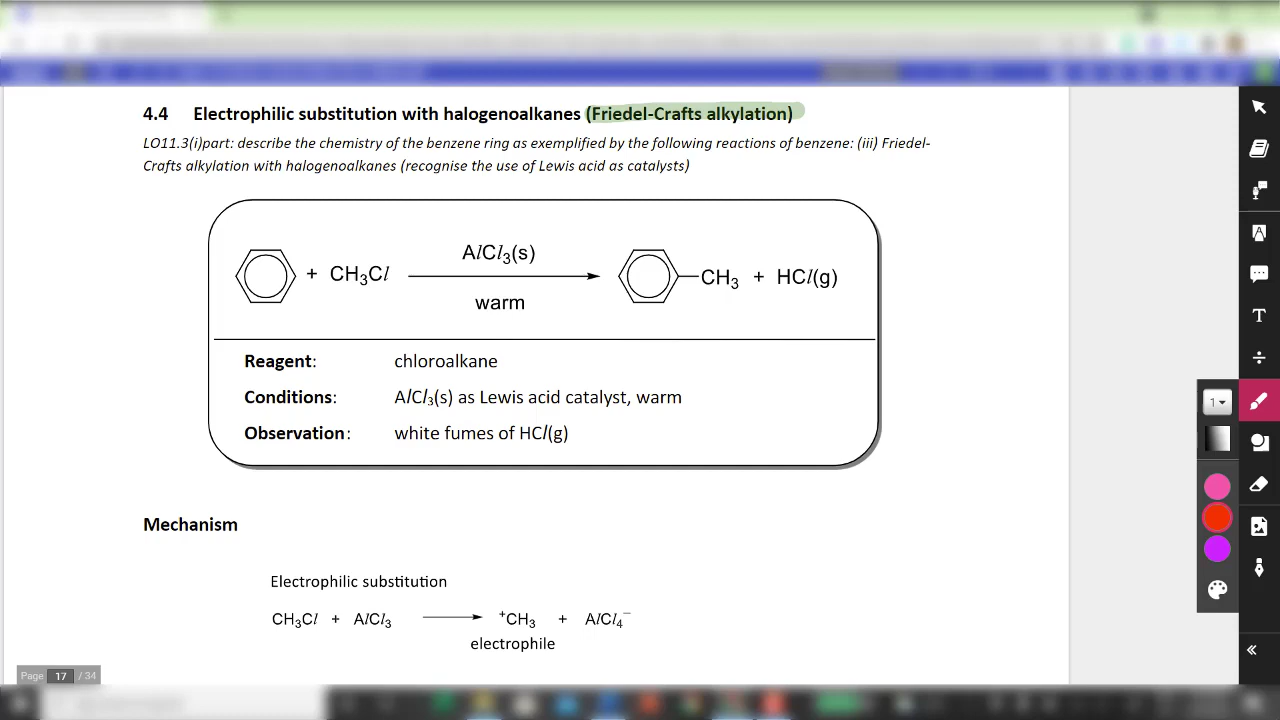 4.4 Electrophilic substitution with halogenoalkanes (Friedel-Crafts alkylation)
LO11.3(i)part: describe the chemistry of the benzene ring as exemplified by the following reactions of benzene: (iii) Friedel-
Crafts alkylation with halogenoalkanes (recognise the use of Lewis acid as catalysts)
AlCl₃(s)
+ CH₃Cl
CH₃ + HCl(g)
warm
Reagent: chloroalkane
Conditions: AlCl₃(s) as Lewis acid catalyst, warm
Observation: white fumes of HCl(g)
Mechanism
Electrophilic substitution
CH₃Cl + AlCl₃ ⟶ ⁺CH₃ + AlCl₄⁻
electrophile
Page 17 / 34
1
T